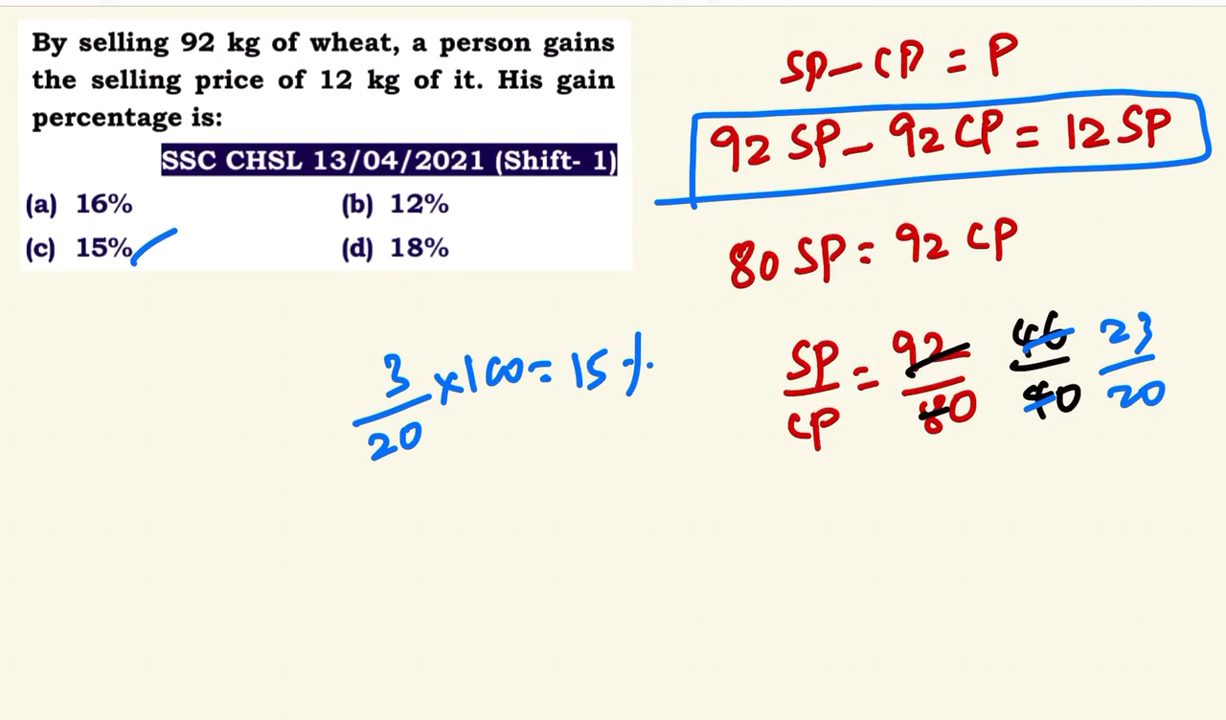 By selling 92 kg of wheat, a person gains
the selling price of 12 kg of it. His gain
percentage is:
SSC CHSL 13/04/2021 (Shift- 1)
(a) 16% (b) 12%
(c) 15% (d) 18%
SP - CP = P
92 SP - 92 CP = 12 SP
80 SP = 92 CP
SP/CP = 92/80 46/40 23/20
3/20 × 100 = 15 %